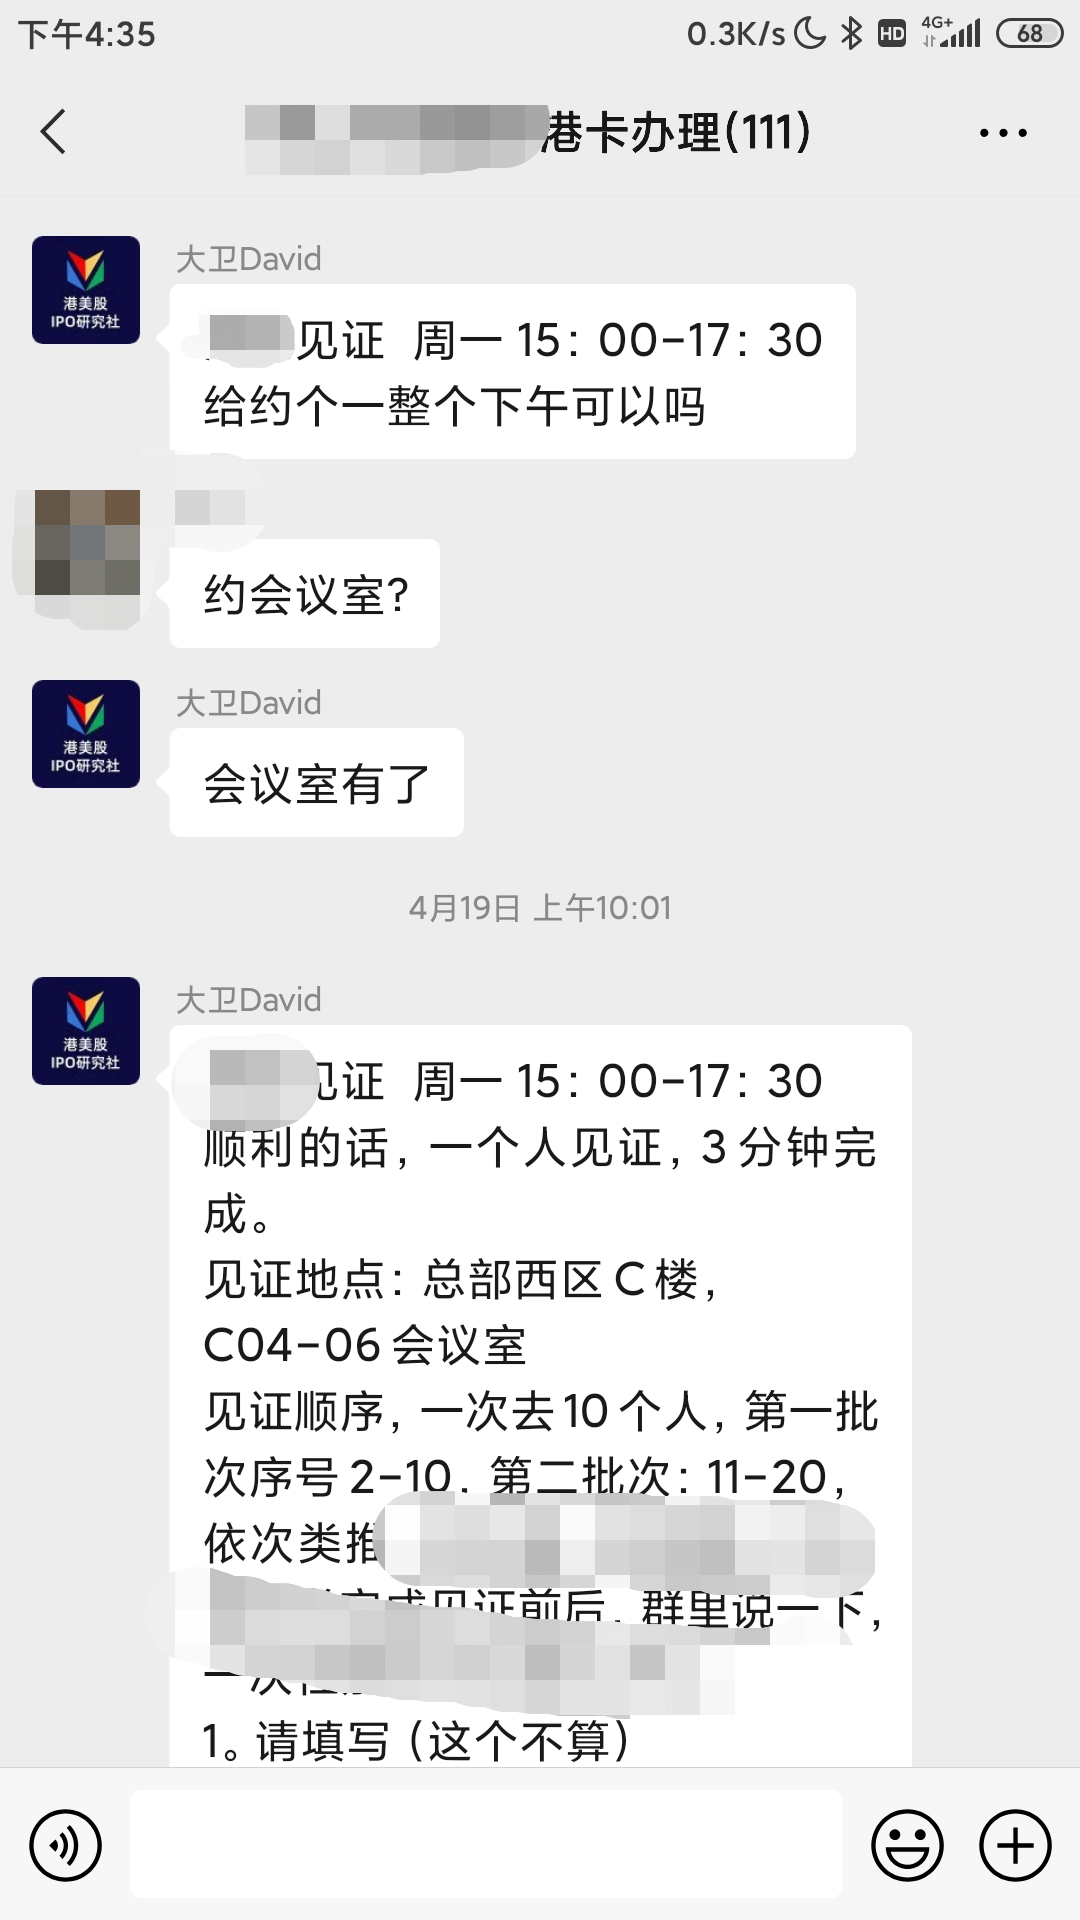 下午4:35
0.3K/s
HD
4G+
68
港卡办理(111)
港美股
IPO研究社
大卫David
见证 周一 15：00-17：30
给约个一整个下午可以吗
约会议室?
港美股
IPO研究社
大卫David
会议室有了
4月19日 上午10:01
港美股
IPO研究社
大卫David
见证 周一 15：00-17：30
顺利的话，一个人见证，3 分钟完
成。
见证地点：总部西区 C 楼，
C04-06 会议室
见证顺序，一次去 10 个人，第一批
次序号 2-10，第二批次：11-20，
依次类推
完成见证前后，群里说一下，
一次性
1。请填写（这个不算）